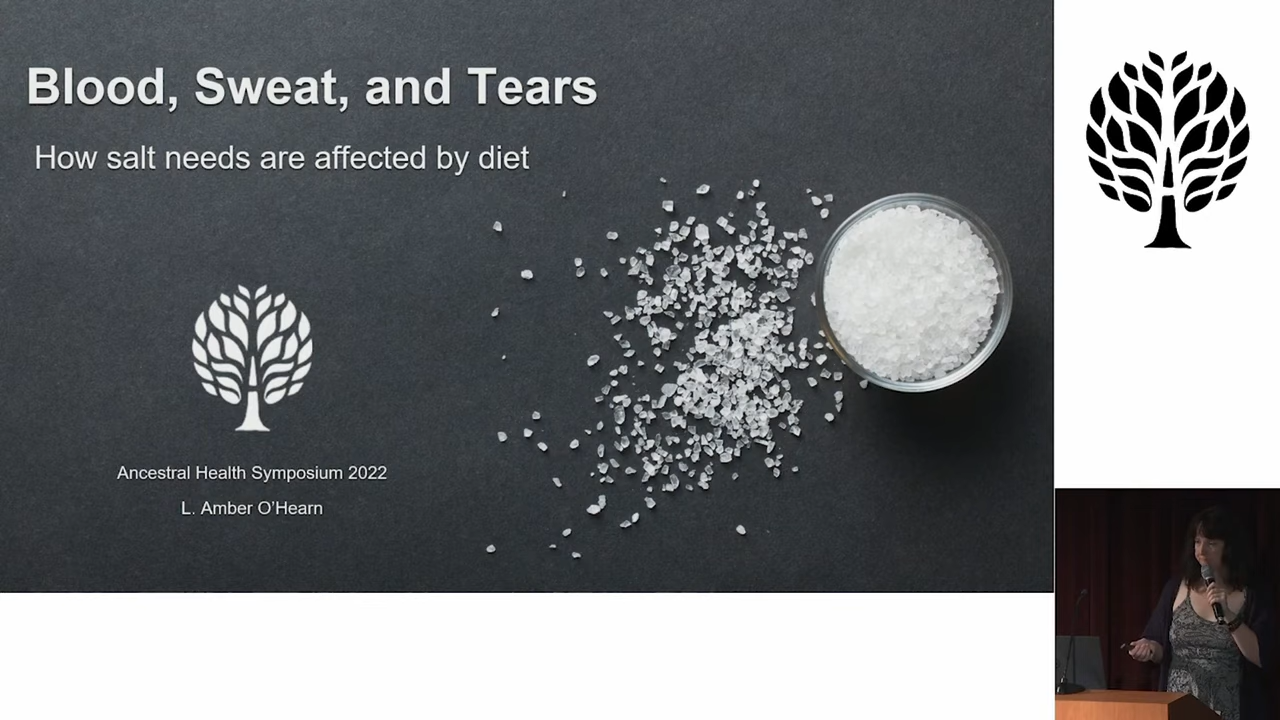 Blood, Sweat, and Tears
How salt needs are affected by diet
Ancestral Health Symposium 2022
L. Amber O'Hearn